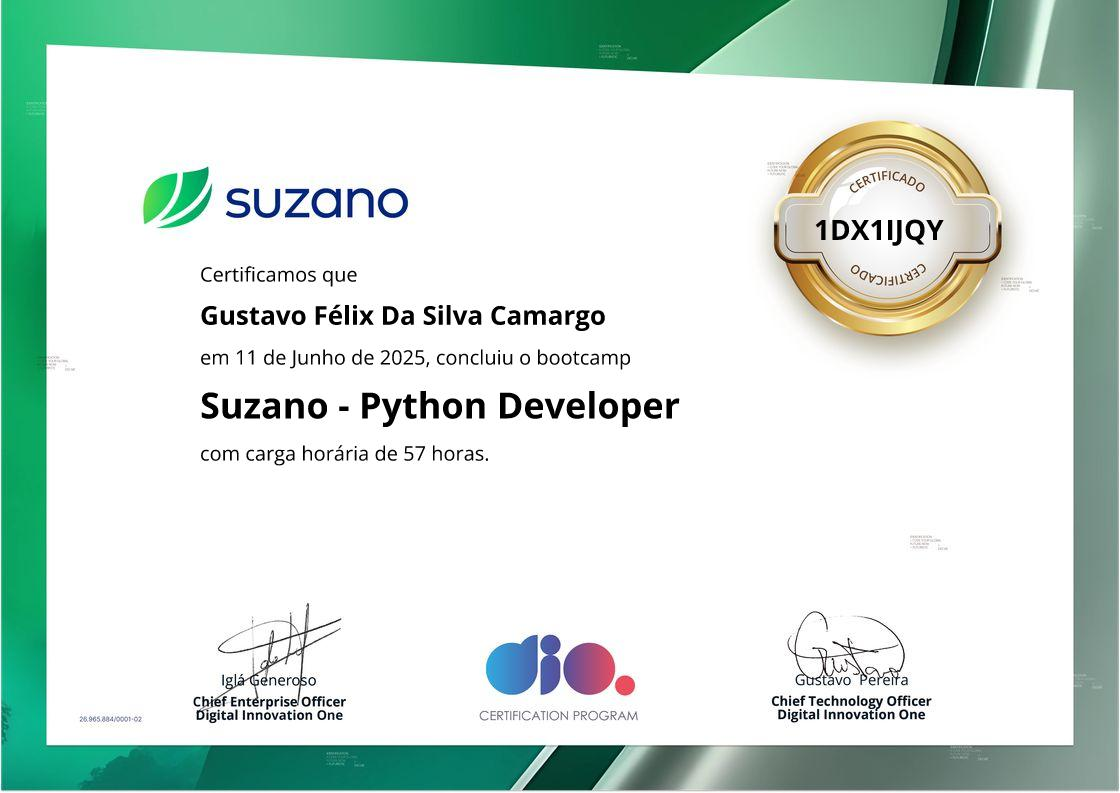 suzano
CERTIFICADO
1DX1IJQY
CERTIFICADO
Certificamos que
Gustavo Félix Da Silva Camargo
em 11 de Junho de 2025, concluiu o bootcamp
Suzano - Python Developer
com carga horária de 57 horas.
Iglá Generoso
Chief Enterprise Officer
Digital Innovation One
26.965.884/0001-02
dio.
CERTIFICATION PROGRAM
Gustavo
Gustavo Pereira
Chief Technology Officer
Digital Innovation One